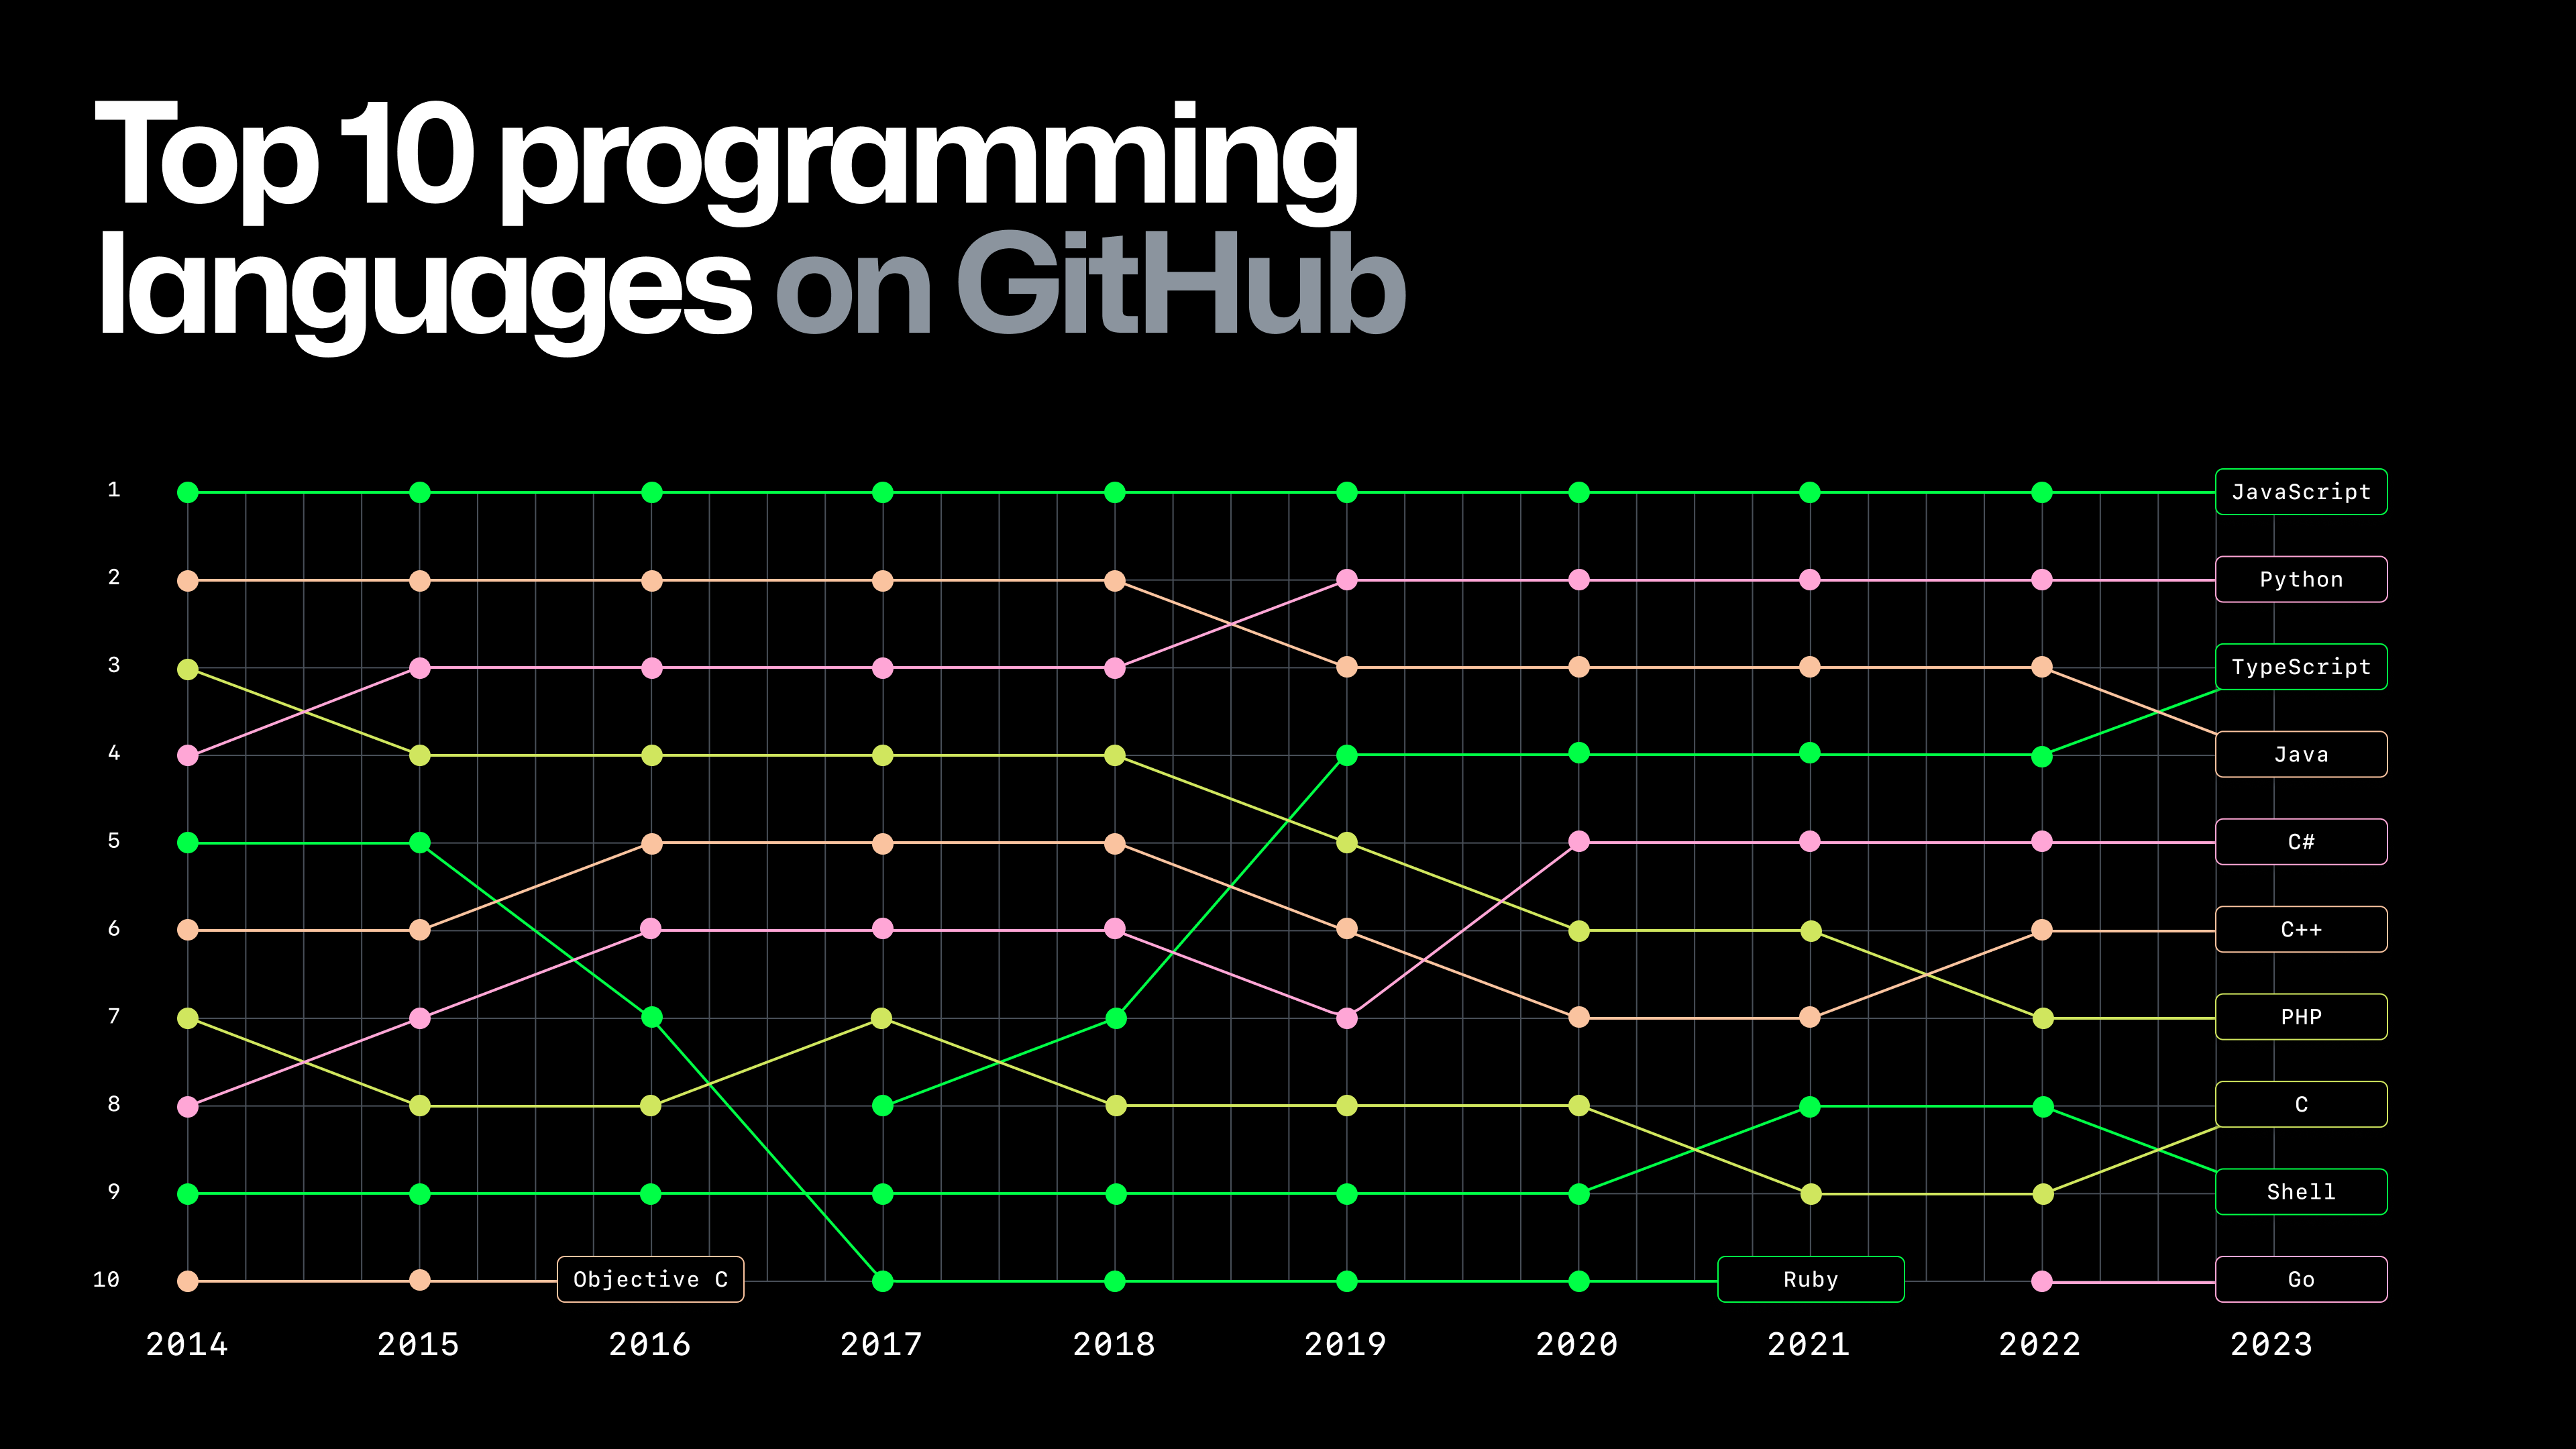 Top 10 programming
languages on GitHub
1
JavaScript
2
Python
3
TypeScript
4
Java
5
C#
6
C++
7
PHP
8
C
9
Shell
10
Objective C
Ruby
Go
2014
2015
2016
2017
2018
2019
2020
2021
2022
2023